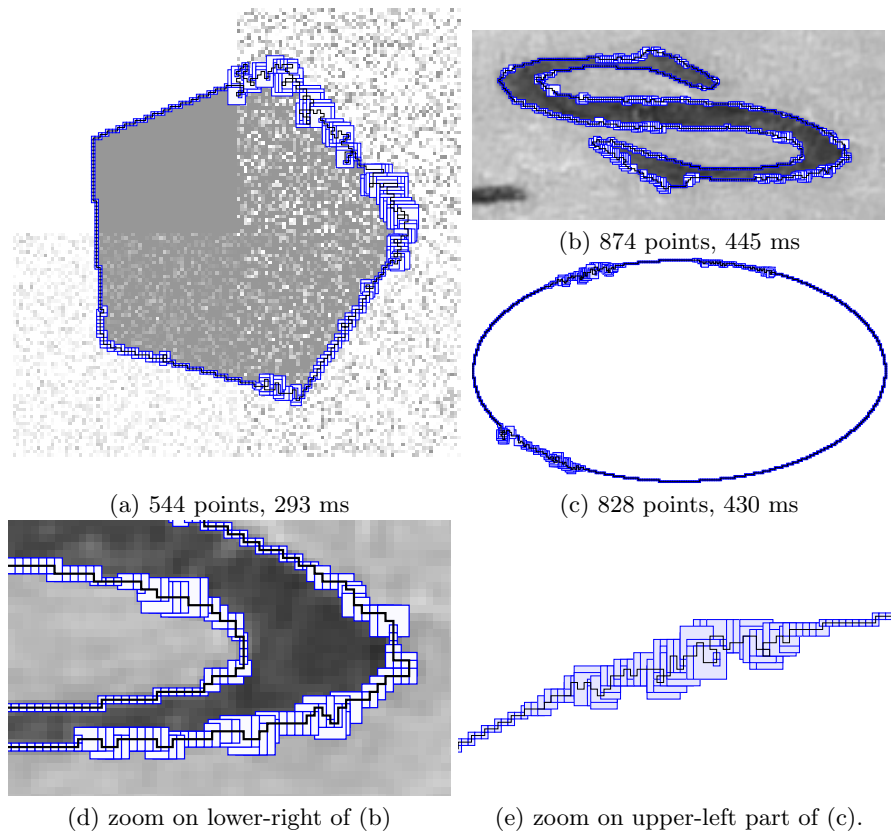 (b) 874 points, 445 ms
(a) 544 points, 293 ms
(c) 828 points, 430 ms
(d) zoom on lower-right of (b)
(e) zoom on upper-left part of (c).